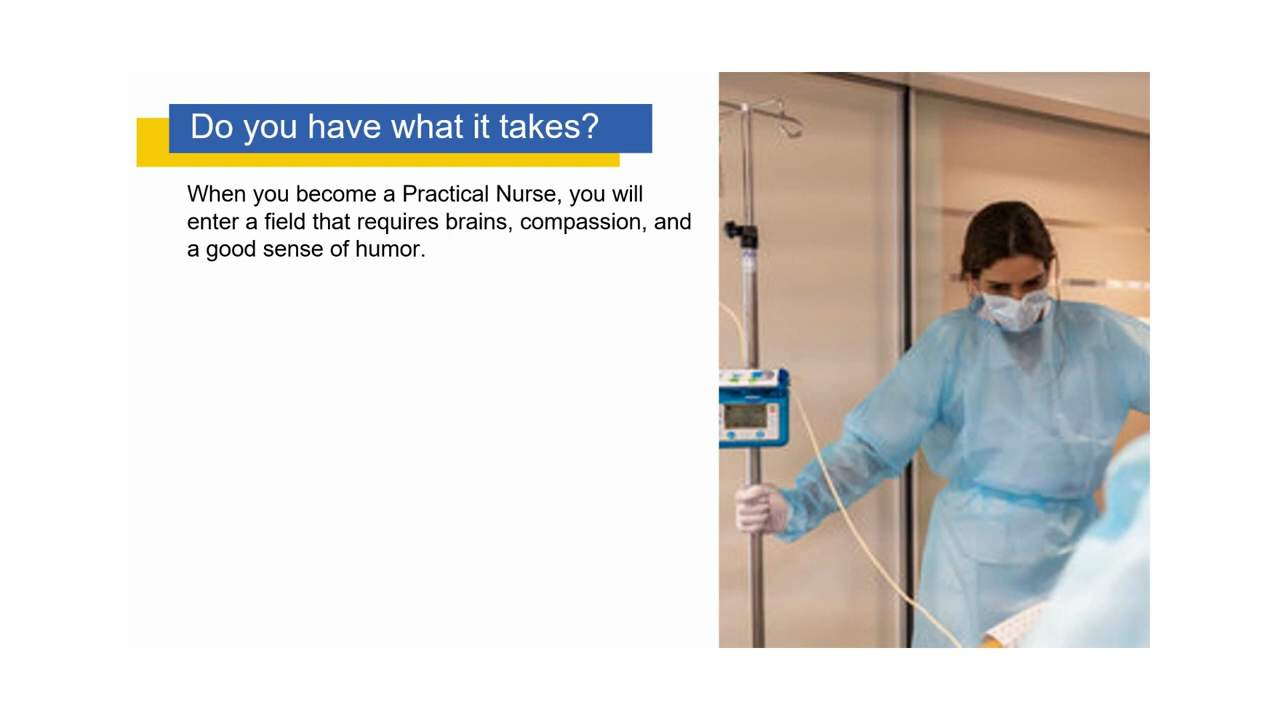 Do you have what it takes?
When you become a Practical Nurse, you will
enter a field that requires brains, compassion, and
a good sense of humor.